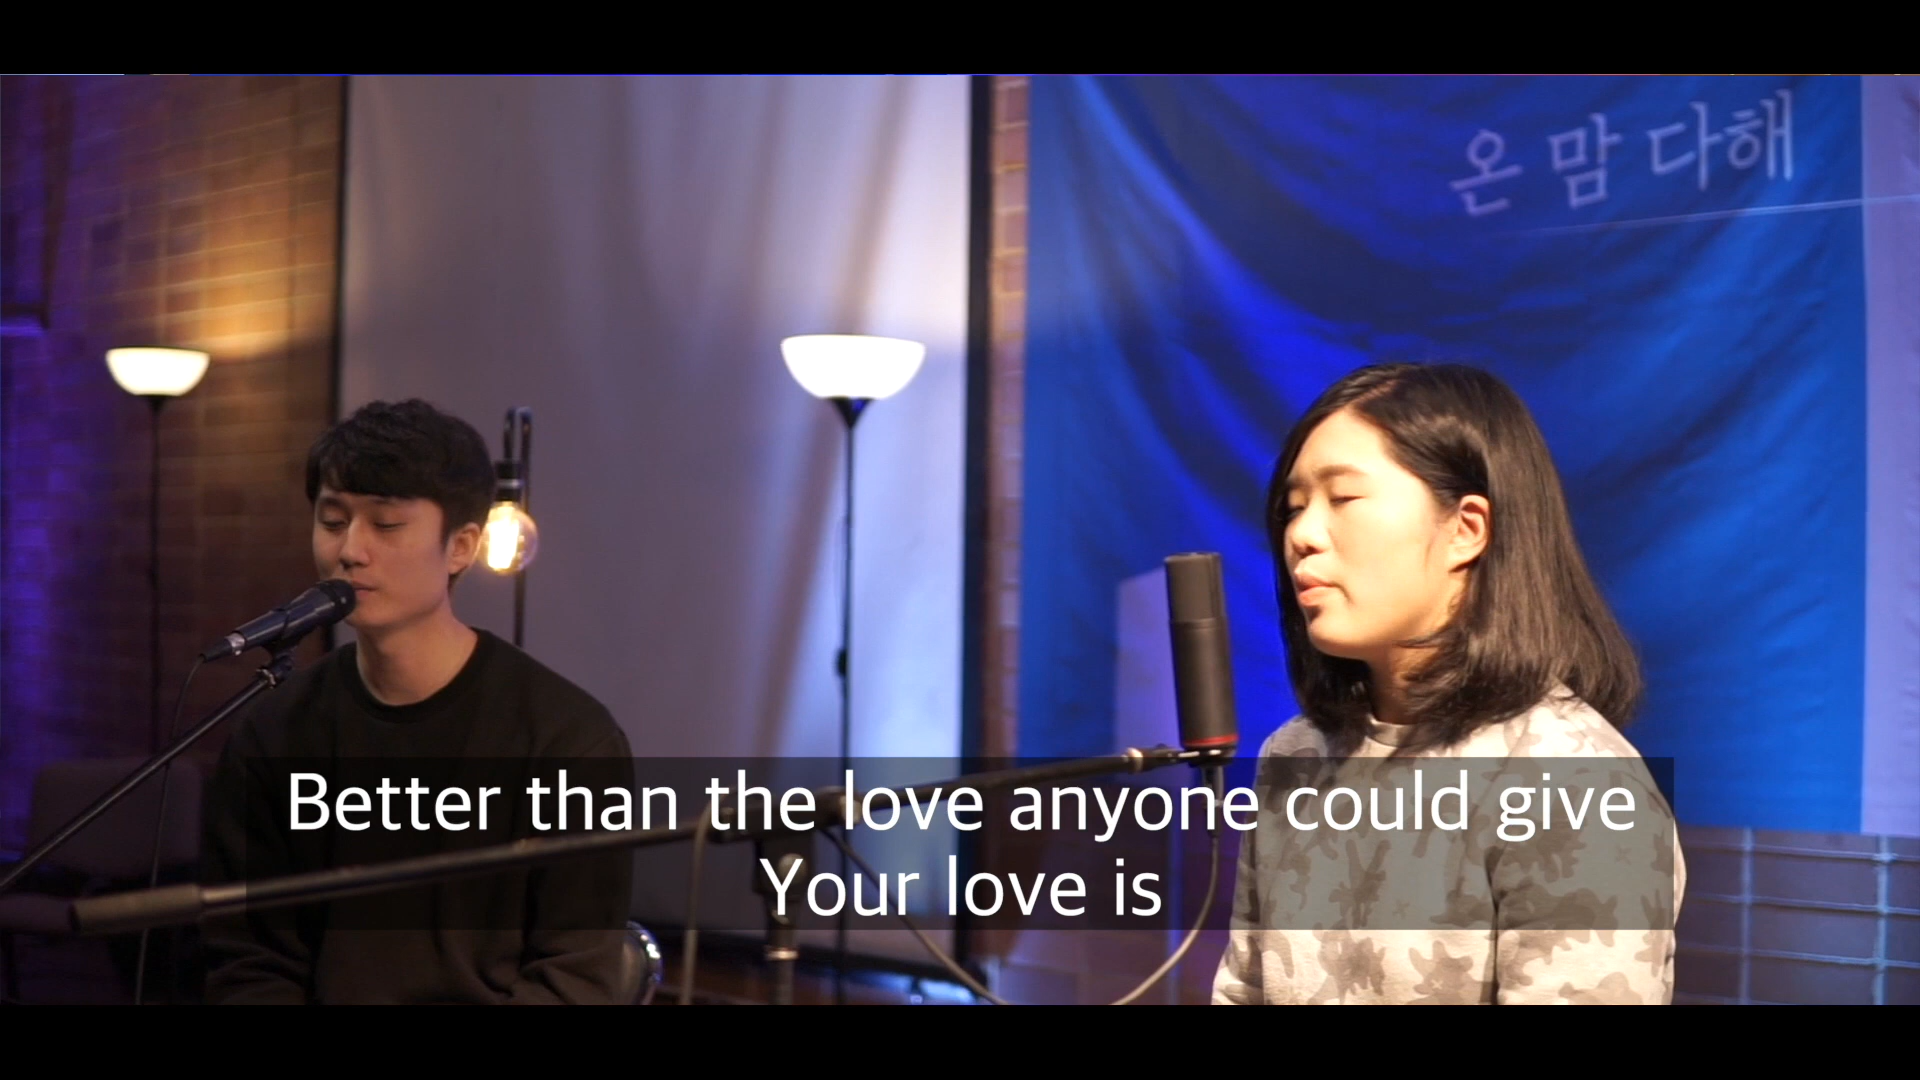 온 맘 다해
Better than the love anyone could give
Your love is